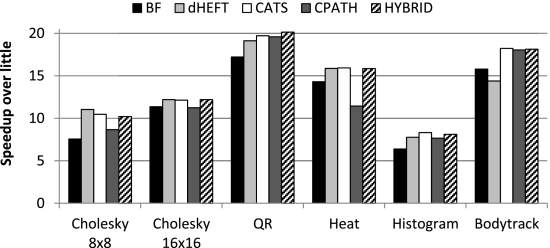 BF dHEFT CATS CPATH HYBRID
Speedup over little
20
15
10
5
0
Cholesky 8x8
Cholesky 16x16
QR
Heat
Histogram
Bodytrack